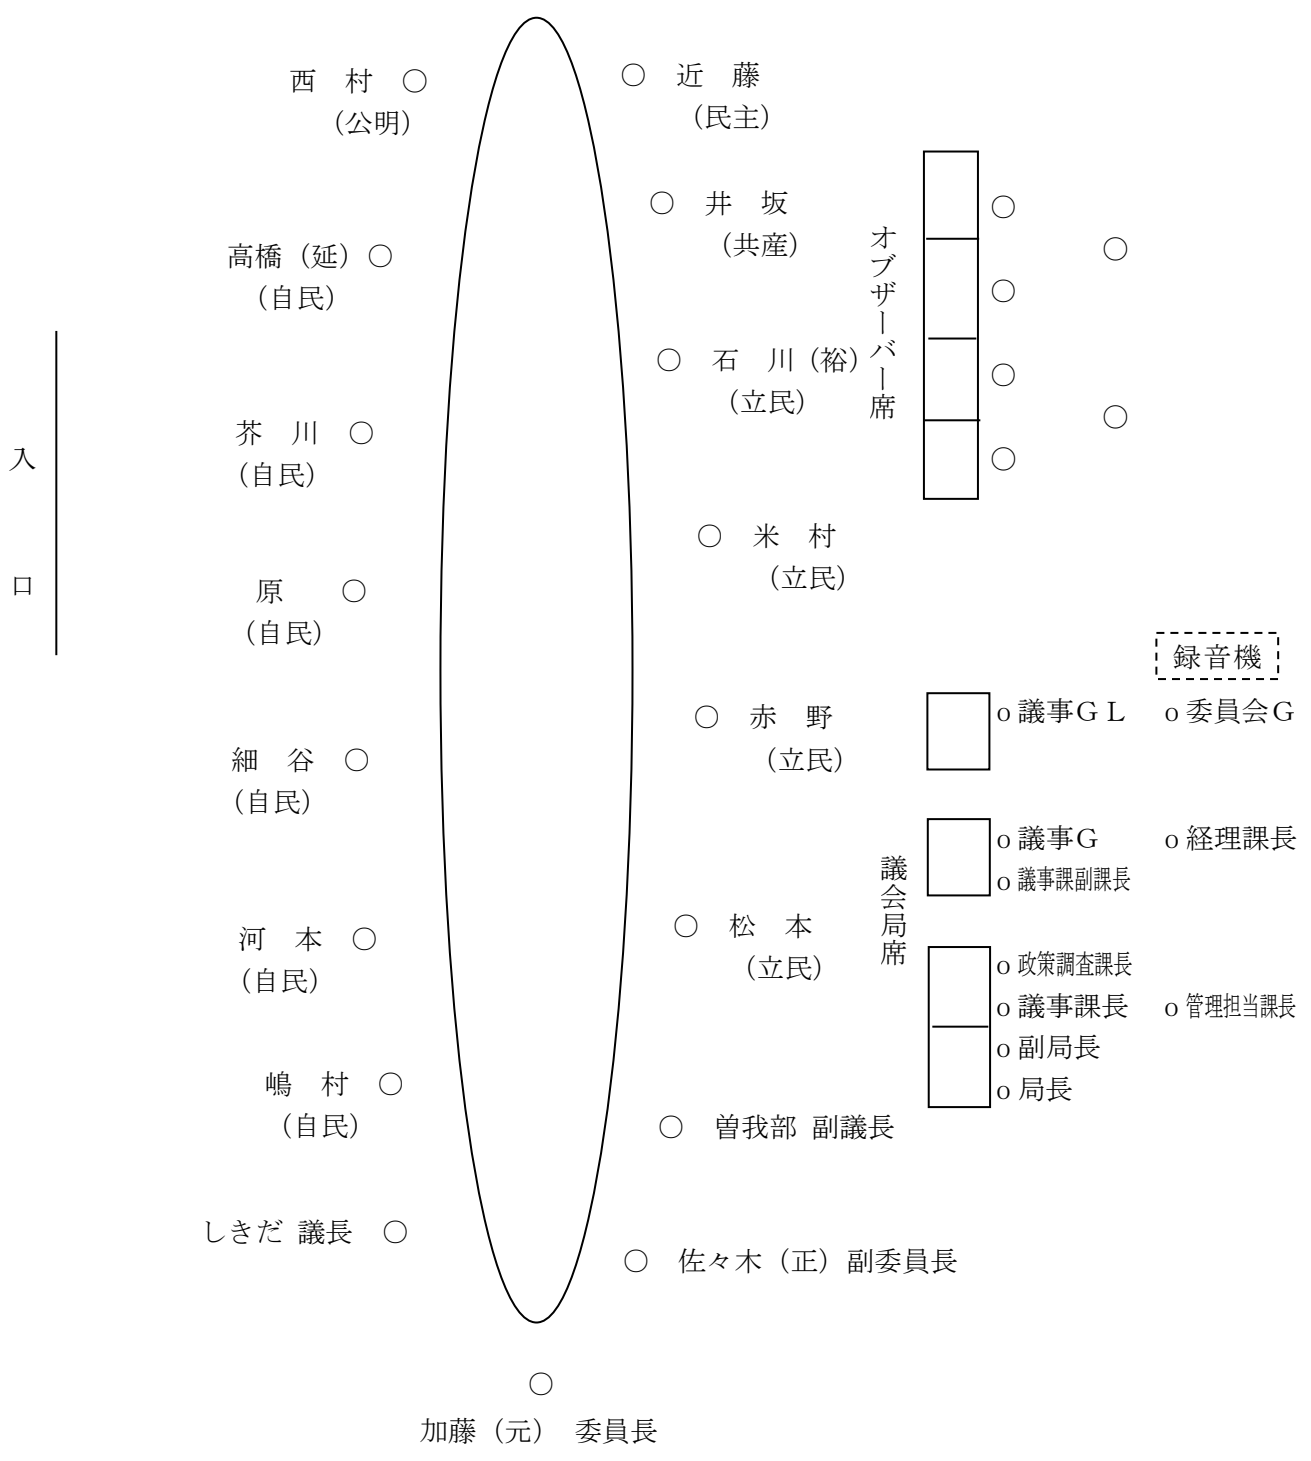 西　村　○
（公明）
○　近　藤
（民主）
高橋（延）○
（自民）
○　井　坂
（共産）
芥　川　○
（自民）
○　石　川（裕）
（立民）
原　　○
（自民）
○　米　村
（立民）
細　谷　○
（自民）
○　赤　野
（立民）
河　本　○
（自民）
○　松　本
（立民）
嶋　村　○
（自民）
○　曽我部 副議長
しきだ 議長　○
○　佐々木（正）副委員長
○
加藤（元）　委員長
入　口
オブザーバー席
○
○
○
○
○
○
録音機
議会局席
o 議事ＧＬ
o 委員会Ｇ
o 議事Ｇ
o 経理課長
o 議事課副課長
o 政策調査課長
o 議事課長
o 管理担当課長
o 副局長
o 局長